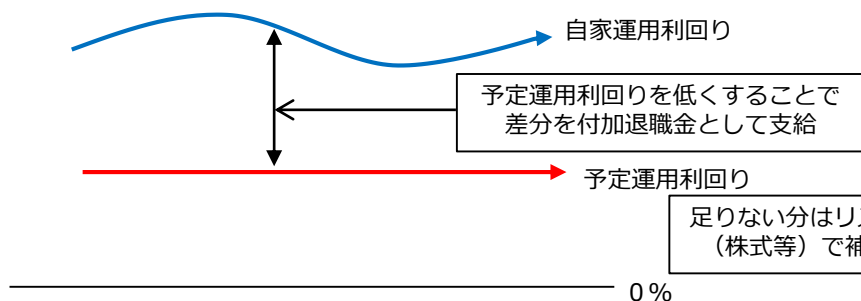 自家運用利回り
予定運用利回りを低くすることで
差分を付加退職金として支給
予定運用利回り
足りない分はリス
（株式等）で補
0％